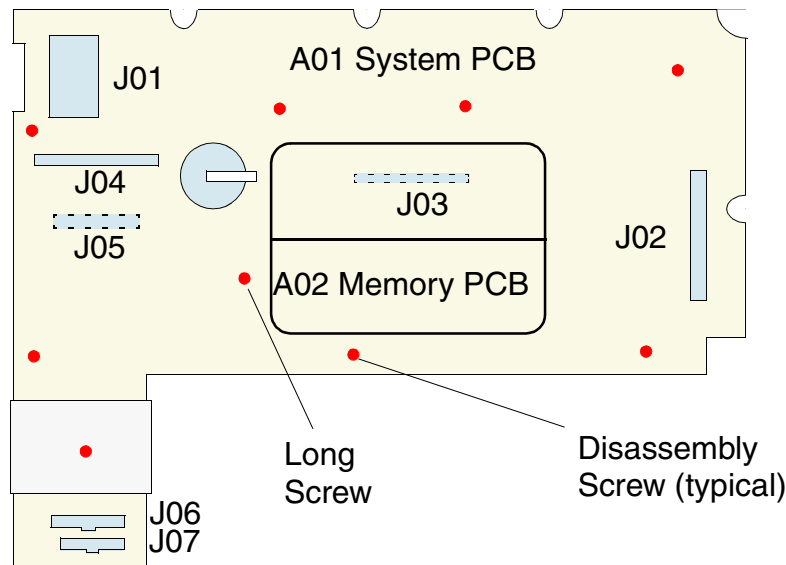 A01 System PCB
J01
J04
J03
J05
J02
A02 Memory PCB
Long
Screw
Disassembly
Screw (typical)
J06
J07